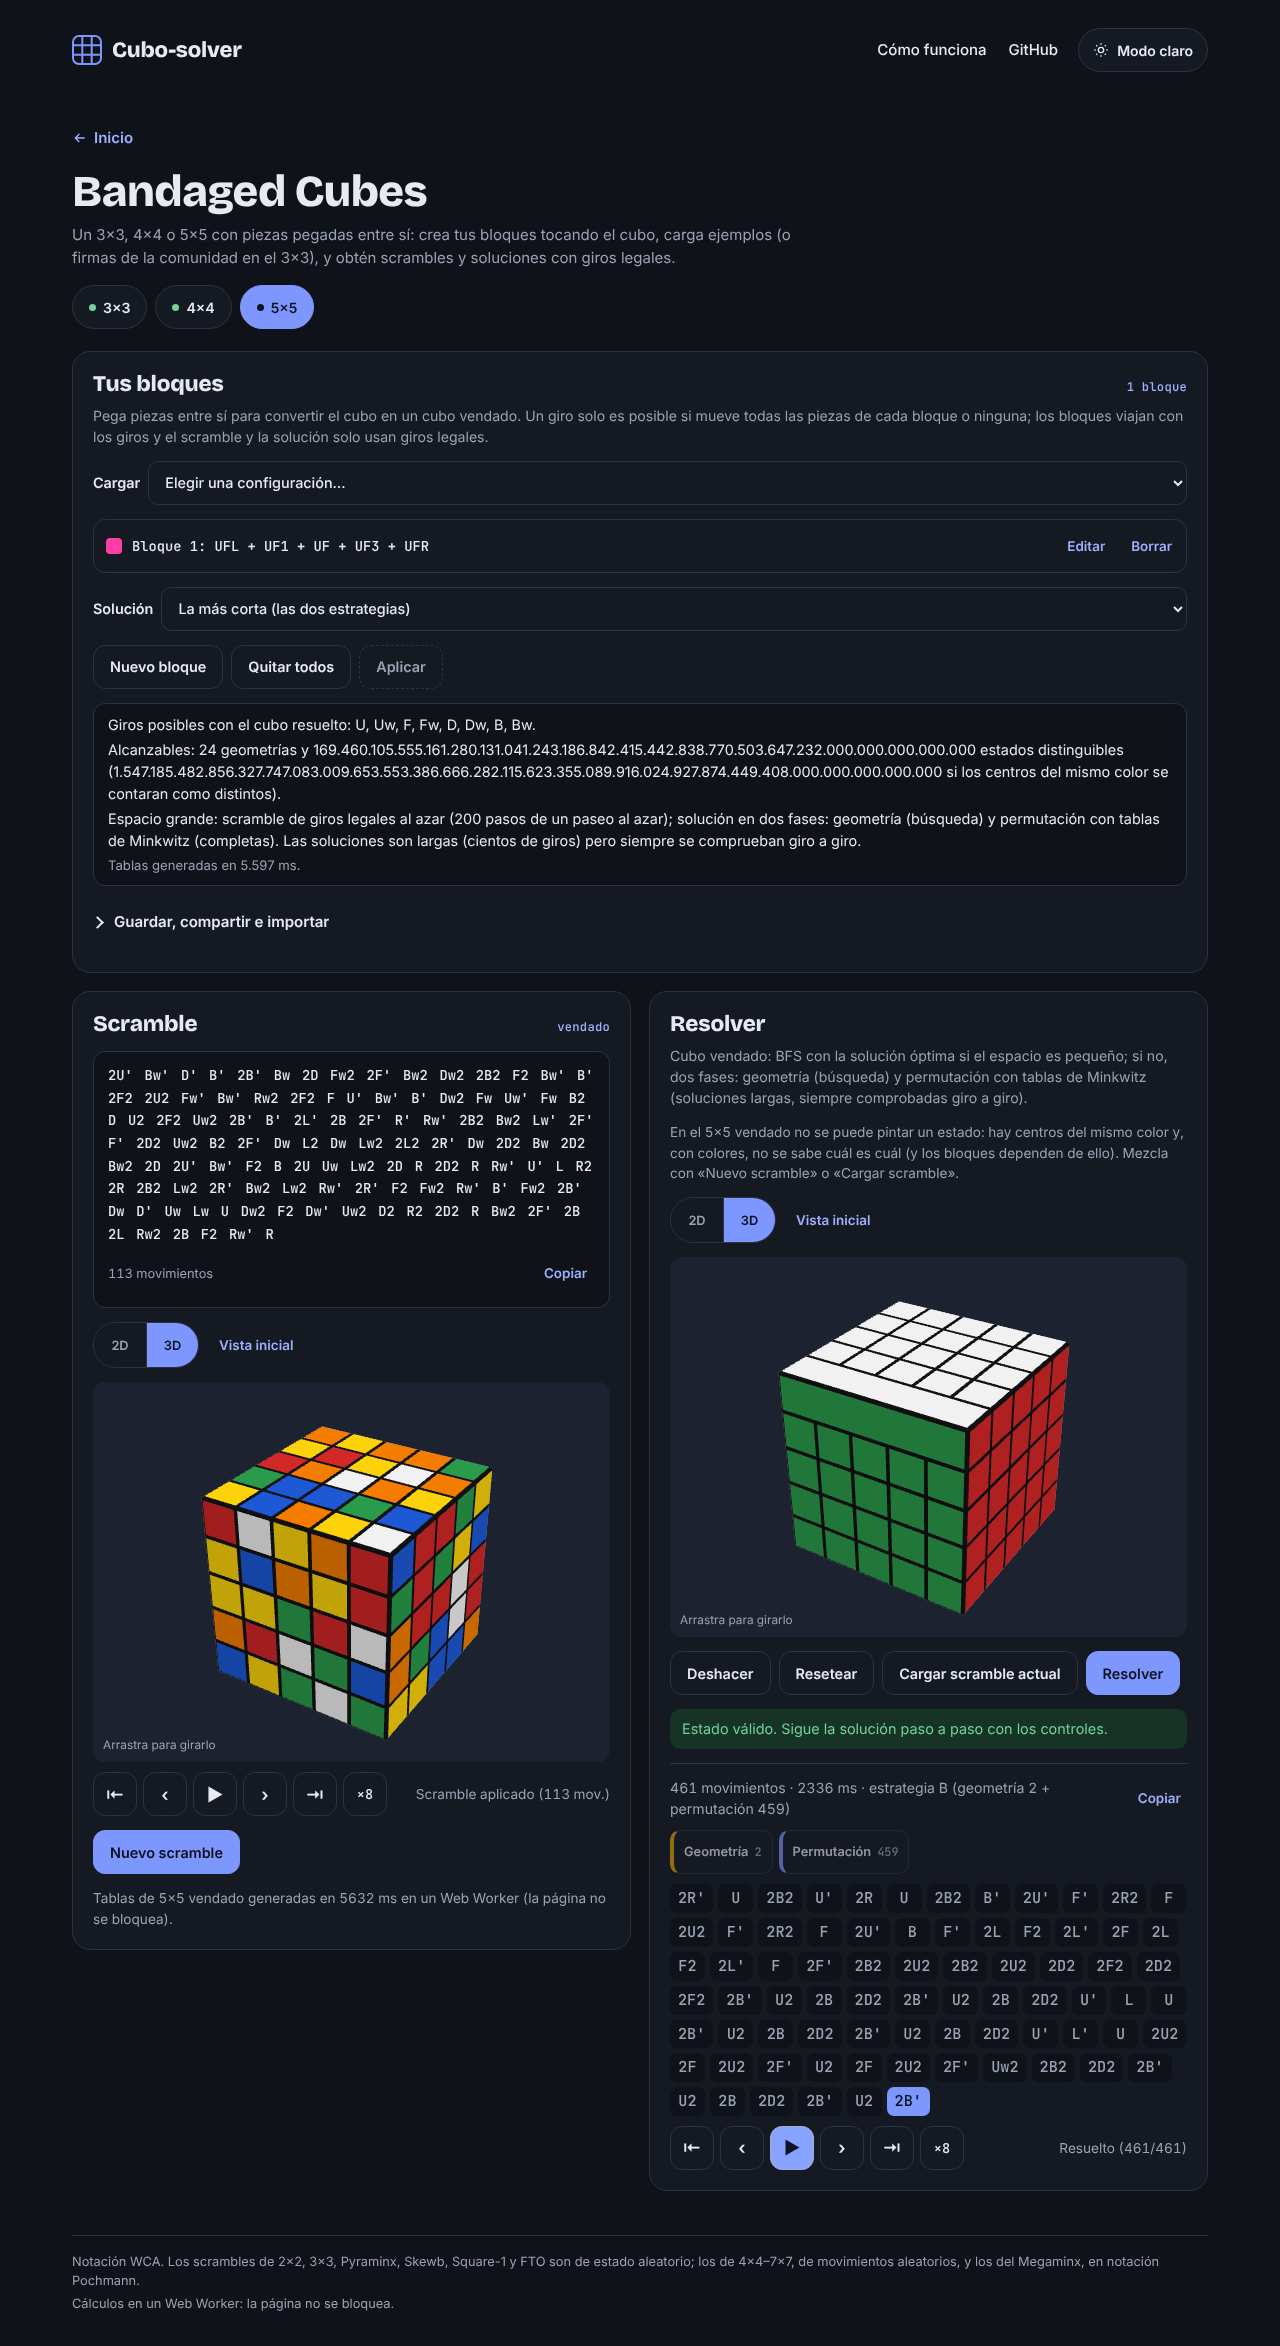 Cubo-solver
Cómo funciona
GitHub
Modo claro
← Inicio
Bandaged Cubes
Un 3×3, 4×4 o 5×5 con piezas pegadas entre sí: crea tus bloques tocando el cubo, carga ejemplos (o
firmas de la comunidad en el 3×3), y obtén scrambles y soluciones con giros legales.
3×3
4×4
5×5
Tus bloques
1 bloque
Pega piezas entre sí para convertir el cubo en un cubo vendado. Un giro solo es posible si mueve todas las piezas de cada bloque o ninguna; los bloques viajan con
los giros y el scramble y la solución solo usan giros legales.
Cargar
Elegir una configuración...
Bloque 1: UFL + UF1 + UF + UF3 + UFR
Editar
Borrar
Solución
La más corta (las dos estrategias)
Nuevo bloque
Quitar todos
Aplicar
Giros posibles con el cubo resuelto: U, Uw, F, Fw, D, Dw, B, Bw.
Alcanzables: 24 geometrías y 169.460.105.555.161.280.131.041.243.186.842.415.442.838.770.503.647.232.000.000.000.000.000 estados distinguibles
(1.547.185.482.856.327.747.083.009.653.553.386.666.282.115.623.355.089.916.024.927.874.449.408.000.000.000.000.000 si los centros del mismo color se
contaran como distintos).
Espacio grande: scramble de giros legales al azar (200 pasos de un paseo al azar); solución en dos fases: geometría (búsqueda) y permutación con tablas
de Minkwitz (completas). Las soluciones son largas (cientos de giros) pero siempre se comprueban giro a giro.
Tablas generadas en 5.597 ms.
Guardar, compartir e importar
Scramble
vendado
2U' Bw' D' B' 2B' Bw 2D Fw2 2F' Bw2 Dw2 2B2 F2 Bw' B'
2F2 2U2 Fw' Bw' Rw2 2F2 F U' Bw' B' Dw2 Fw Uw' Fw B2
D U2 2F2 Uw2 2B' B' 2L' 2B 2F' R' Rw' 2B2 Bw2 Lw' 2F'
F' 2D2 Uw2 B2 2F' Dw L2 Dw Lw2 2L2 2R' Dw 2D2 Bw 2D2
Bw2 2D 2U' Bw' F2 B 2U Uw Lw2 2D R 2D2 R Rw' U' L R2
2R 2B2 Lw2 2R' Bw2 Lw2 Rw' 2R' F2 Fw2 Rw' B' Fw2 2B'
Dw D' Uw Lw U Dw2 F2 Dw' Uw2 D2 R2 2D2 R Bw2 2F' 2B
2L Rw2 2B F2 Rw' R
113 movimientos
Copiar
2D
3D
Vista inicial
Arrastra para girarlo
×8
Scramble aplicado (113 mov.)
Nuevo scramble
Tablas de 5×5 vendado generadas en 5632 ms en un Web Worker (la página no
se bloquea).
Resolver
Cubo vendado: BFS con la solución óptima si el espacio es pequeño; si no,
dos fases: geometría (búsqueda) y permutación con tablas de Minkwitz
(soluciones largas, siempre comprobadas giro a giro).
En el 5×5 vendado no se puede pintar un estado: hay centros del mismo color y,
con colores, no se sabe cuál es cuál (y los bloques dependen de ello). Mezcla
con «Nuevo scramble» o «Cargar scramble».
2D
3D
Vista inicial
Arrastra para girarlo
Deshacer
Resetear
Cargar scramble actual
Resolver
Estado válido. Sigue la solución paso a paso con los controles.
461 movimientos · 2336 ms · estrategia B (geometría 2 +
permutación 459)
Copiar
Geometría 2
Permutación 459
2R' U 2B2 U' 2R U 2B2 B' 2U' F' 2R2 F
2U2 F' 2R2 F 2U' B F' 2L F2 2L' 2F 2L
F2 2L' F 2F' 2B2 2U2 2B2 2U2 2D2 2F2 2D2
2F2 2B' U2 2B 2D2 2B' U2 2B 2D2 U' L U
2B' U2 2B 2D2 2B' U2 2B 2D2 U' L' U 2U2
2F 2U2 2F' U2 2F 2U2 2F' Uw2 2B2 2D2 2B'
U2 2B 2D2 2B' U2 2B'
×8
Resuelto (461/461)
Notación WCA. Los scrambles de 2×2, 3×3, Pyraminx, Skewb, Square-1 y FTO son de estado aleatorio; los de 4×4–7×7, de movimientos aleatorios, y los del Megaminx, en notación
Pochmann.
Cálculos en un Web Worker: la página no se bloquea.